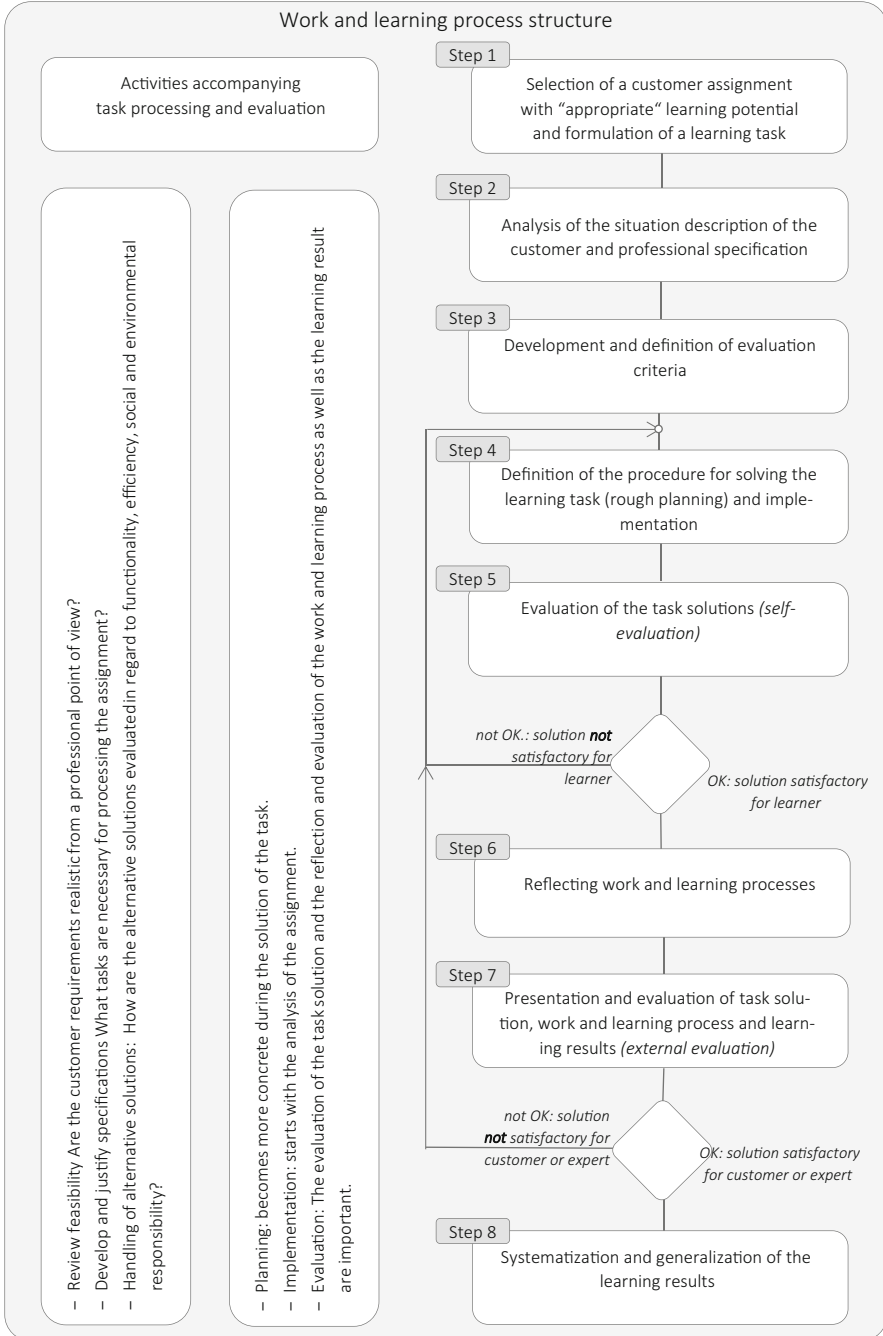 Work and learning process structure
Activities accompanying
task processing and evaluation
– Review feasibility Are the customer requirements realistic from a professional point of view?
– Develop and justify specifications What tasks are necessary for processing the assignment?
– Handling of alternative solutions: How are the alternative solutions evaluated in regard to functionality, efficiency, social and environmental
responsibility?
– Planning: becomes more concrete during the solution of the task.
– Implementation: starts with the analysis of the assignment.
– Evaluation: The evaluation of the task solution and the reflection and evaluation of the work and learning process as well as the learning result
are important.
Step 1
Selection of a customer assignment
with “appropriate“ learning potential
and formulation of a learning task
Step 2
Analysis of the situation description of the
customer and professional specification
Step 3
Development and definition of evaluation
criteria
Step 4
Definition of the procedure for solving the
learning task (rough planning) and imple-
mentation
Step 5
Evaluation of the task solutions (self-
evaluation)
not OK.: solution not
satisfactory for
learner
OK: solution satisfactory
for learner
Step 6
Reflecting work and learning processes
Step 7
Presentation and evaluation of task solu-
tion, work and learning process and learn-
ing results (external evaluation)
not OK: solution
not satisfactory for
customer or expert
OK: solution satisfactory
for customer or expert
Step 8
Systematization and generalization of the
learning results